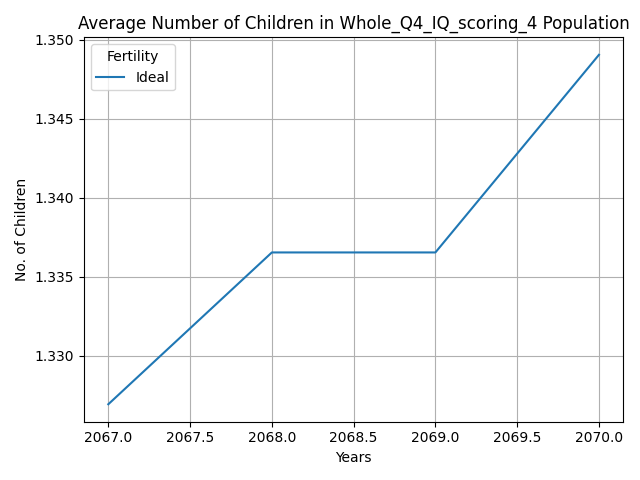 Average Number of Children in Whole_Q4_IQ_scoring_4 Population
Fertility
Ideal
1.350
1.345
1.340
1.335
1.330
No. of Children
2067.0 2067.5 2068.0 2068.5 2069.0 2069.5 2070.0
Years